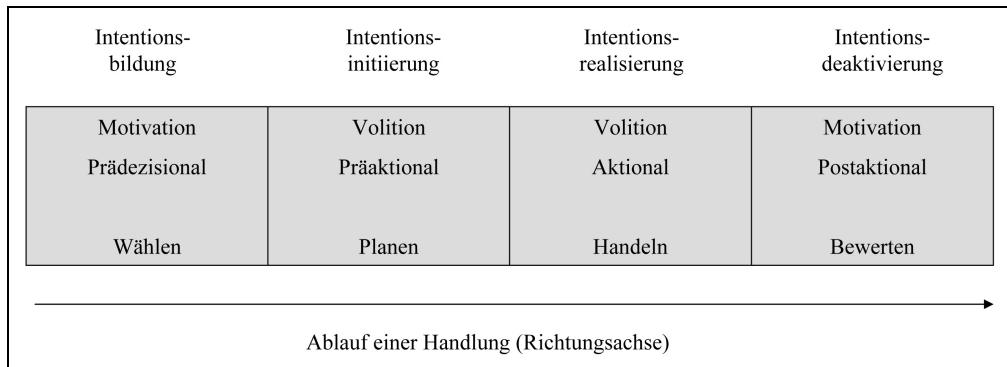 Intentions-
bildung
Intentions-
initiierung
Intentions-
realisierung
Intentions-
deaktivierung
Motivation
Prädezisional
Wählen
Volition
Präaktional
Planen
Volition
Aktional
Handeln
Motivation
Postaktional
Bewerten
Ablauf einer Handlung (Richtungsachse)